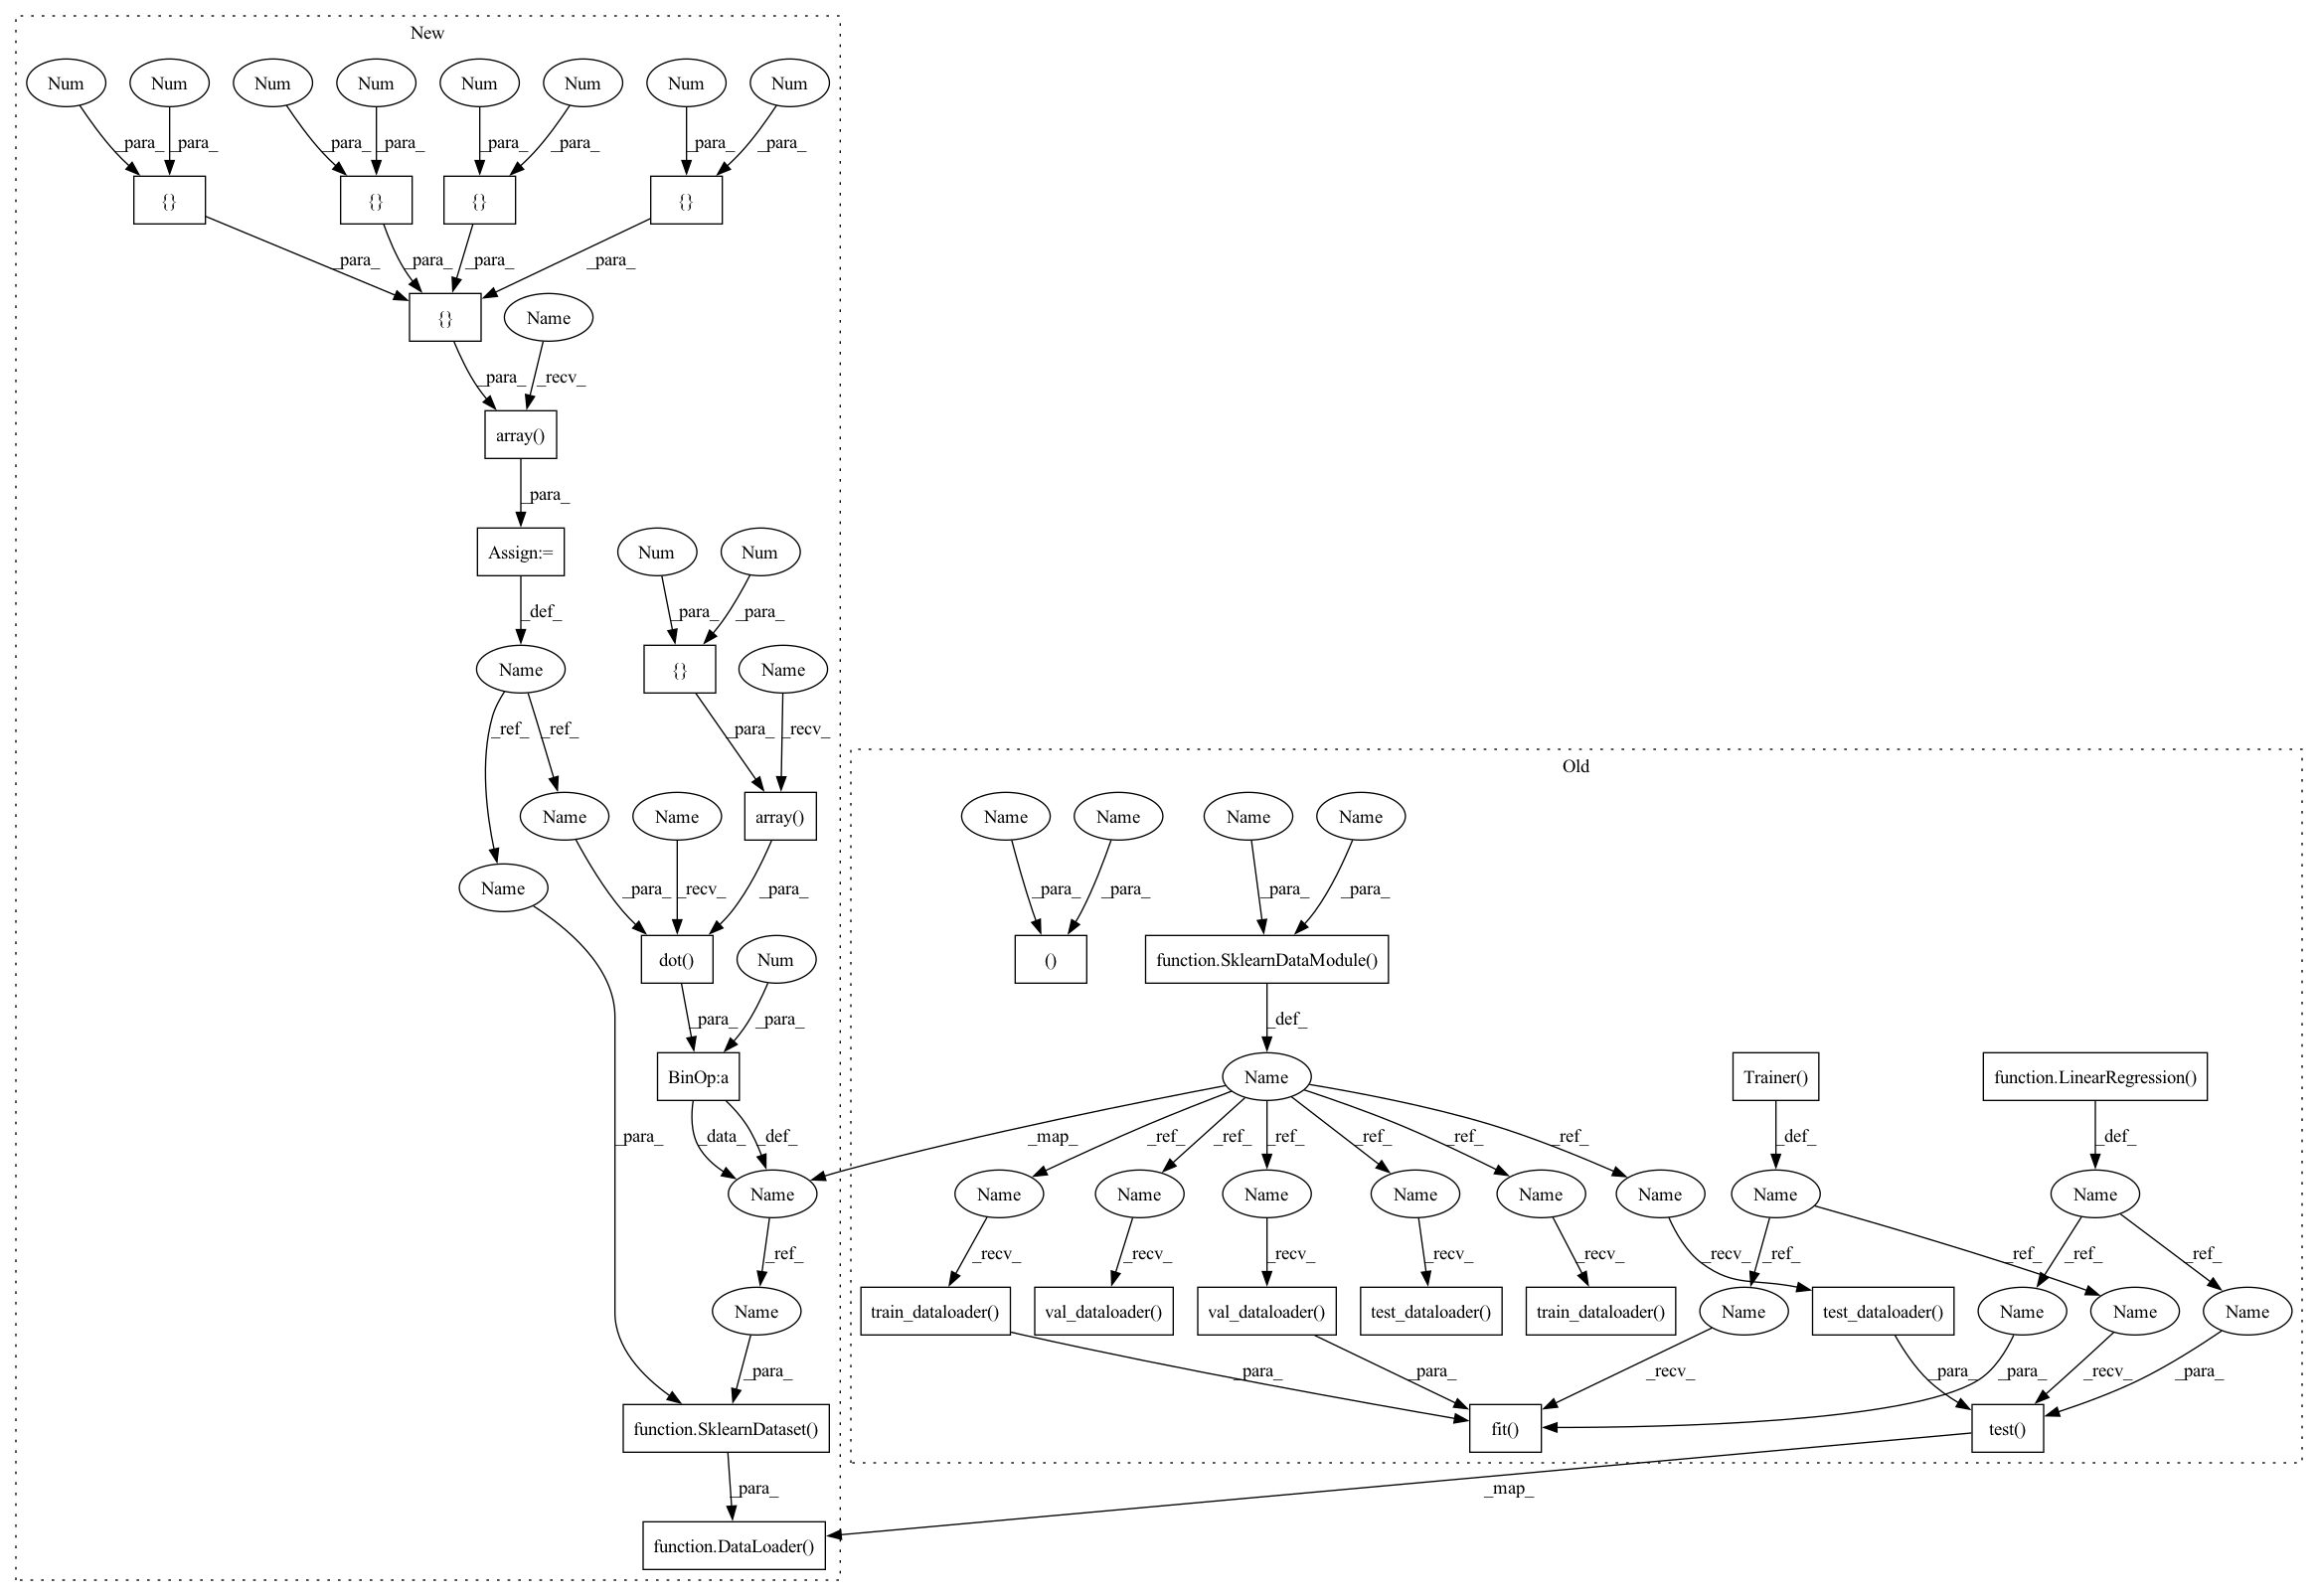 New
Num Num Num Num Num Num Num Num
_para_ _para_ _para_ _para_ _para_ _para_ _para_ _para_
{} {} {} {}
_para_ _para_ _para_ _para_
{} Name
_para_ _recv_
array()
_para_
Assign:=
Num Num
_def_ _para_ _para_
Name {} Name
_ref_ _ref_ _para_ _recv_
Name Name array()
Name
_para_ _recv_ _para_
dot() Num
_para_ _para_
BinOp:a
_para_ _data_ _def_
Name
_ref_
Name
_para_
function.SklearnDataset()
_para_
function.DataLoader()
Old
Name Name Name Name
_para_ _para_ _para_ _para_
() function.SklearnDataModule()
_def_
Name Trainer() function.LinearRegression()
_map_ _ref_ _ref_ _ref_ _ref_ _ref_ _ref_ _def_ _def_
Name Name Name Name Name Name Name Name
_recv_ _recv_ _recv_ _recv_ _recv_ _recv_ _ref_ _ref_ _ref_ _ref_
train_dataloader() val_dataloader() val_dataloader() test_dataloader() train_dataloader() Name test_dataloader() Name Name Name
_para_ _para_ _recv_ _para_ _para_ _recv_ _para_
fit() test()
_map_